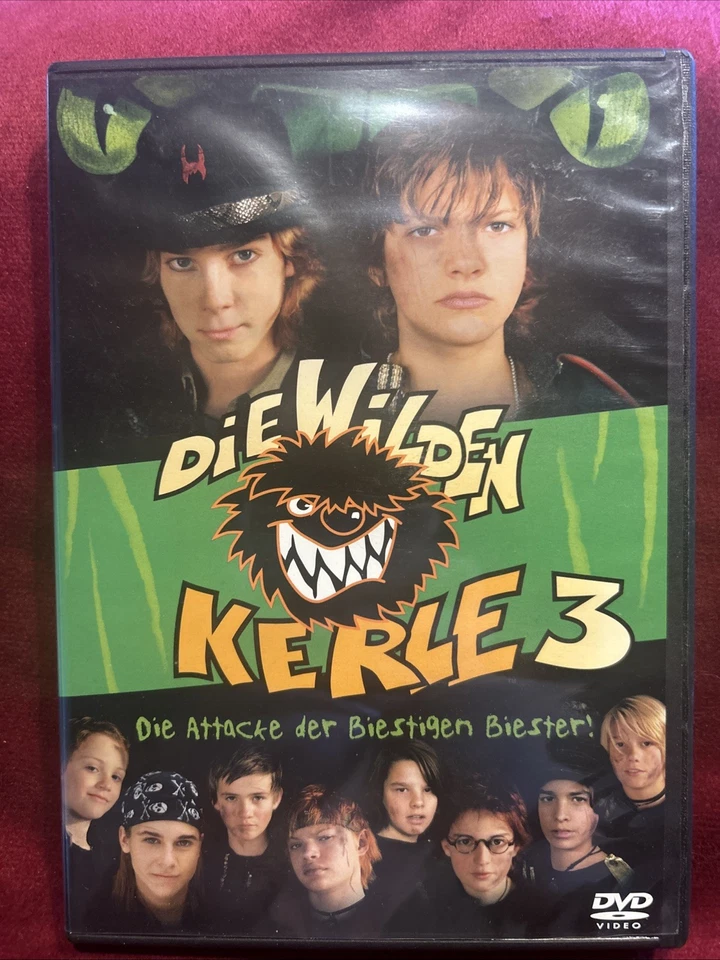 DiE WiLDEN
KERLE 3
Die Attacke der Biestigen Biester!
DVD
VIDEO